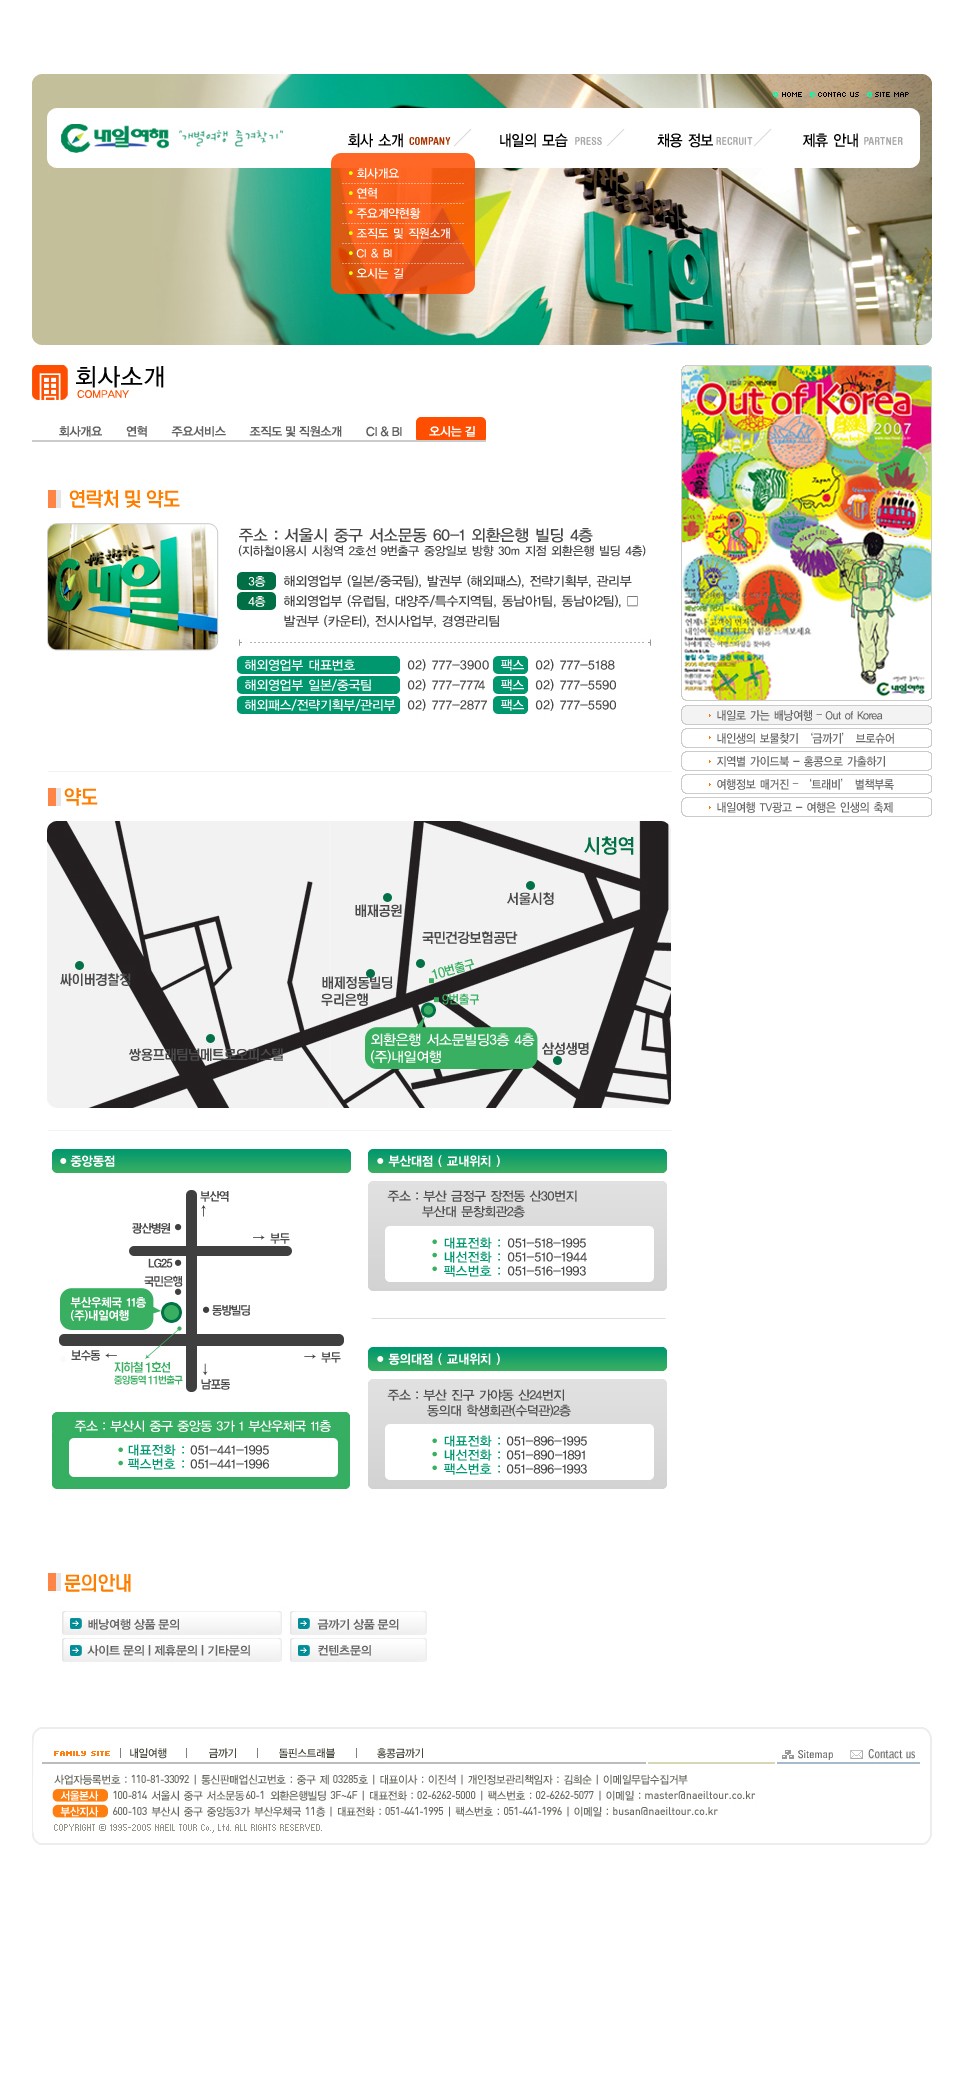 HOME
CONTAC US
SITE MAP
내일여행 "개별여행 즐겨찾기"
회사 소개 COMPANY
내일의 모습 PRESS
채용 정보 RECRUIT
제휴 안내 PARTNER
회사개요
연혁
주요계약현황
조직도 및 직원소개
CI & BI
오시는 길
내일
회사소개
COMPANY
회사개요 연혁 주요서비스 조직도 및 직원소개 CI & BI 오시는 길
Out of Korea
2007
내일여행
연락처 및 약도
주소 : 서울시 중구 서소문동 60-1 외환은행 빌딩 4층
(지하철이용시 시청역 2호선 9번출구 중앙일보 방향 30m 지점 외환은행 빌딩 4층)
3층 해외영업부 (일본/중국팀), 발권부 (해외패스), 전략기획부, 관리부
4층 해외영업부 (유럽팀, 대양주/특수지역팀, 동남아1팀, 동남아2팀), □
발권부 (카운터), 전시사업부, 경영관리팀
해외영업부 대표번호 02) 777-3900 팩스 02) 777-5188
해외영업부 일본/중국팀 02) 777-7774 팩스 02) 777-5590
해외패스/전략기획부/관리부 02) 777-2877 팩스 02) 777-5590
내일로 가는 배낭여행 - Out of Korea
내인생의 보물찾기 '금까기' 브로슈어
지역별 가이드북 - 홍콩으로 가출하기
여행정보 매거진 - '트래비' 별책부록
내일여행 TV광고 - 여행은 인생의 축제
약도
시청역
서울시청
배재공원
국민건강보험공단
10번출구
싸이버경찰청
배제정동빌딩
우리은행
9번출구
외환은행 서소문빌딩3층 4층
(주)내일여행
삼성생명
쌍용프래팀넘메트로오피스텔
중앙동점
부산역
↑
광산병원
→ 부두
LG25
국민은행
부산우체국 11층
(주)내일여행
동방빌딩
보수동 ←
→ 부두
지하철 1호선
중앙동역 11번출구
↓
남포동
주소 : 부산시 중구 중앙동 3가 1 부산우체국 11층
대표전화 : 051-441-1995
팩스번호 : 051-441-1996
부산대점 ( 교내위치 )
주소 : 부산 금정구 장전동 산30번지
부산대 문창회관2층
대표전화 : 051-518-1995
내선전화 : 051-510-1944
팩스번호 : 051-516-1993
동의대점 ( 교내위치 )
주소 : 부산 진구 가야동 산24번지
동의대 학생회관(수덕관)2층
대표전화 : 051-896-1995
내선전화 : 051-890-1891
팩스번호 : 051-896-1993
문의안내
배낭여행 상품 문의
금까기 상품 문의
사이트 문의 | 제휴문의 | 기타문의
컨텐츠문의
FAMILY SITE | 내일여행 | 금까기 | 돌핀스트래블 | 홍콩금까기
Sitemap
Contact us
사업자등록번호 : 110-81-33092 | 통신판매업신고번호 : 중구 제 03285호 | 대표이사 : 이진석 | 개인정보관리책임자 : 김희순 | 이메일무답수집거부
서울본사 100-814 서울시 중구 서소문동 60-1 외환은행빌딩 3F~4F | 대표전화 : 02-6262-5000 | 팩스번호 : 02-6262-5077 | 이메일 : master@naeiltour.co.kr
부산지사 600-103 부산시 중구 중앙동3가 부산우체국 11층 | 대표전화 : 051-441-1995 | 팩스번호 : 051-441-1996 | 이메일 : busan@naeiltour.co.kr
COPYRIGHT © 1995-2005 NAEIL TOUR Co., Ltd. ALL RIGHTS RESERVED.